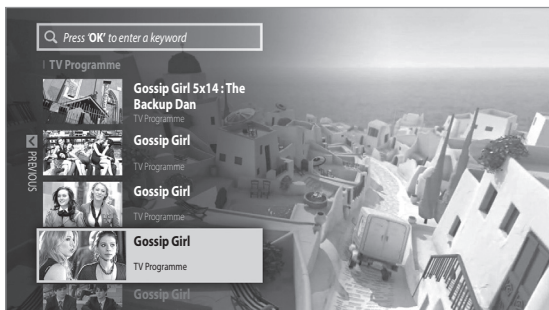 Press 'OK' to enter a keyword
TV Programme
Gossip Girl 5x14 : The
Backup Dan
TV Programme
PREVIOUS
Gossip Girl
TV Programme
Gossip Girl
TV Programme
Gossip Girl
TV Programme
Gossip Girl